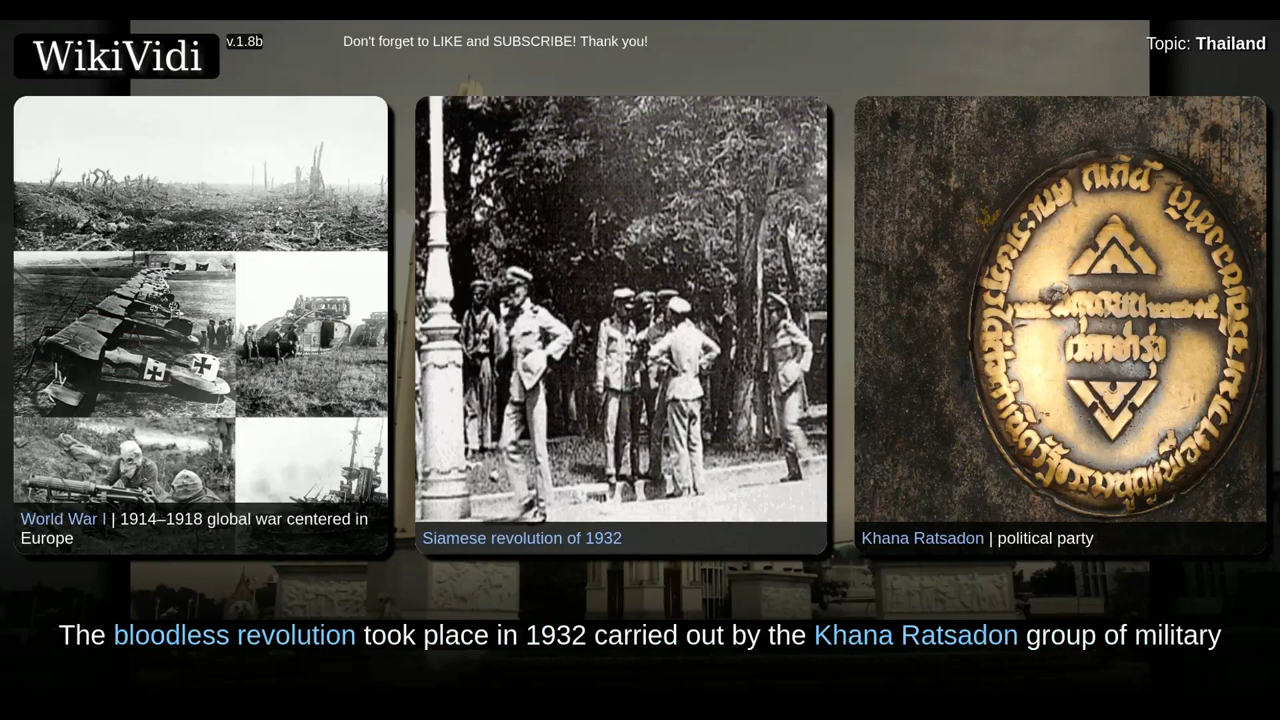 WikiVidi
v.1.8b
Don't forget to LIKE and SUBSCRIBE! Thank you!
Topic: Thailand
World War I | 1914–1918 global war centered in
Europe
Siamese revolution of 1932
Khana Ratsadon | political party
The bloodless revolution took place in 1932 carried out by the Khana Ratsadon group of military